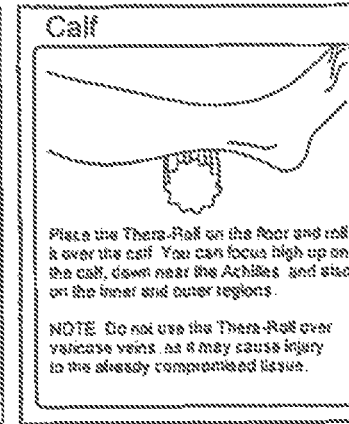 Calf
Place the Thera-Roll on the floor and roll
it over the calf. You can focus high up on
the calf, down near the Achilles and also
on the inner and outer regions.
NOTE Do not use the Thera-Roll over
varicose veins as it may cause injury
to the already compromised tissue.